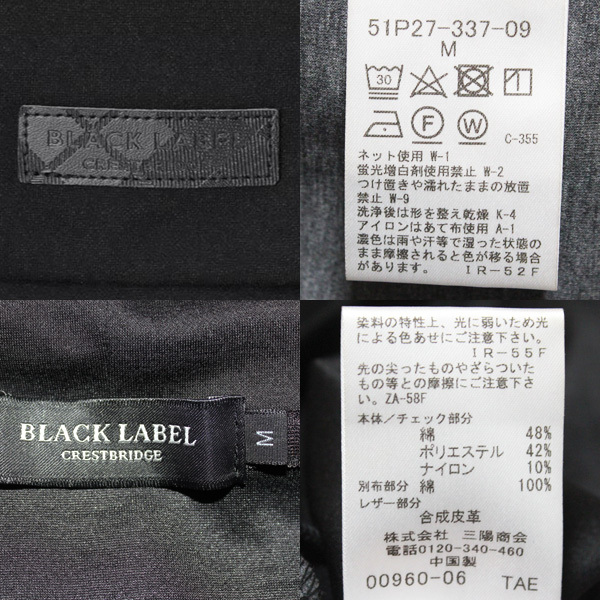 BLACK LABEL
CREST
51P27-337-09
M
30
1
F
W
C-355
ネット使用 W-1
蛍光増白剤使用禁止 W-2
つけ置きや濡れたままの放置
禁止 W-9
洗浄後は形を整え乾燥 K-4
アイロンはあて布使用 A-1
濃色は雨や汗等で湿った状態の
まま摩擦されると色が移る場合
があります。 IR-52F
BLACK LABEL
CRESTBRIDGE
M
染料の特性上、光に弱いため光
による色あせにご注意下さい。
IR-55F
先の尖ったものやざらついた
もの等との摩擦にご注意下さ
い。ZA-58F
本体/チェック部分
綿 48%
ポリエステル 42%
ナイロン 10%
別布部分 綿 100%
レザー部分
合成皮革
株式会社 三陽商会
電話0120-340-460
中国製
00960-06 TAE